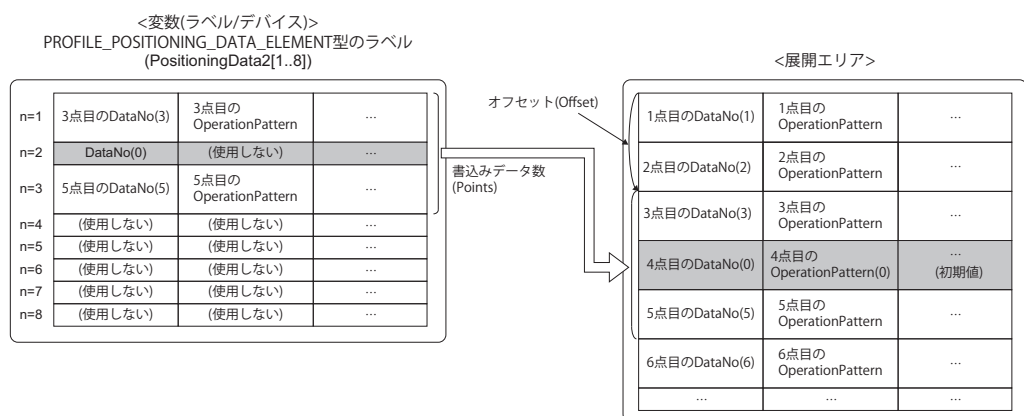 <変数(ラベル/デバイス)>
PROFILE_POSITIONING_DATA_ELEMENT型のラベル
(PositioningData2[1..8])
n=1 3点目のDataNo(3) 3点目の OperationPattern …
n=2 DataNo(0) (使用しない) …
n=3 5点目のDataNo(5) 5点目の OperationPattern …
n=4 (使用しない) (使用しない) …
n=5 (使用しない) (使用しない) …
n=6 (使用しない) (使用しない) …
n=7 (使用しない) (使用しない) …
n=8 (使用しない) (使用しない) …
オフセット(Offset)
書込みデータ数
(Points)
<展開エリア>
1点目のDataNo(1) 1点目の OperationPattern …
2点目のDataNo(2) 2点目の OperationPattern …
3点目のDataNo(3) 3点目の OperationPattern …
4点目のDataNo(0) 4点目の OperationPattern(0) … (初期値)
5点目のDataNo(5) 5点目の OperationPattern …
6点目のDataNo(6) 6点目の OperationPattern …
… … …